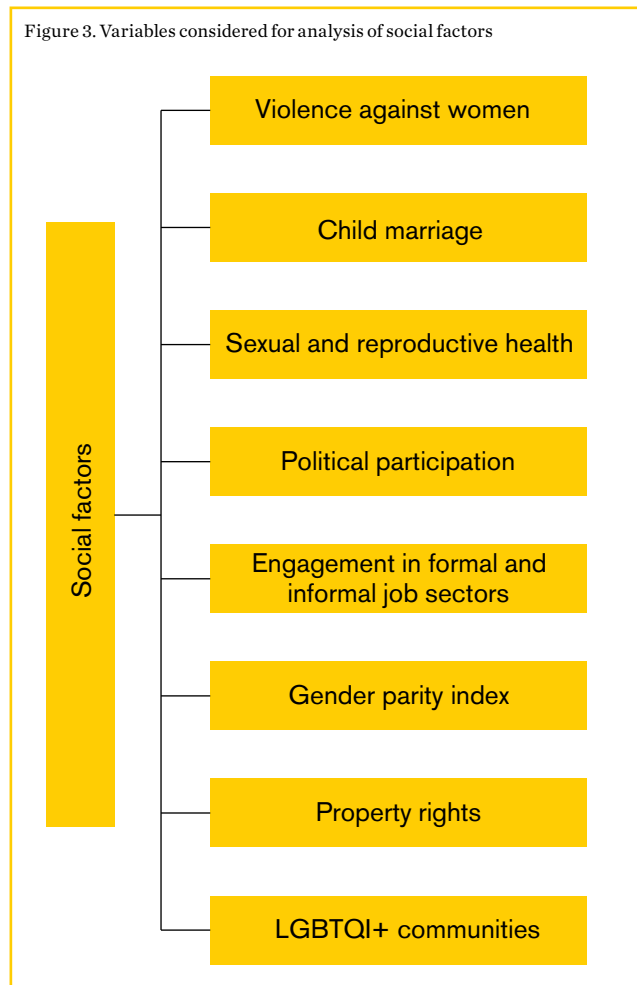 Figure 3. Variables considered for analysis of social factors
Social factors
Violence against women
Child marriage
Sexual and reproductive health
Political participation
Engagement in formal and
informal job sectors
Gender parity index
Property rights
LGBTQI+ communities